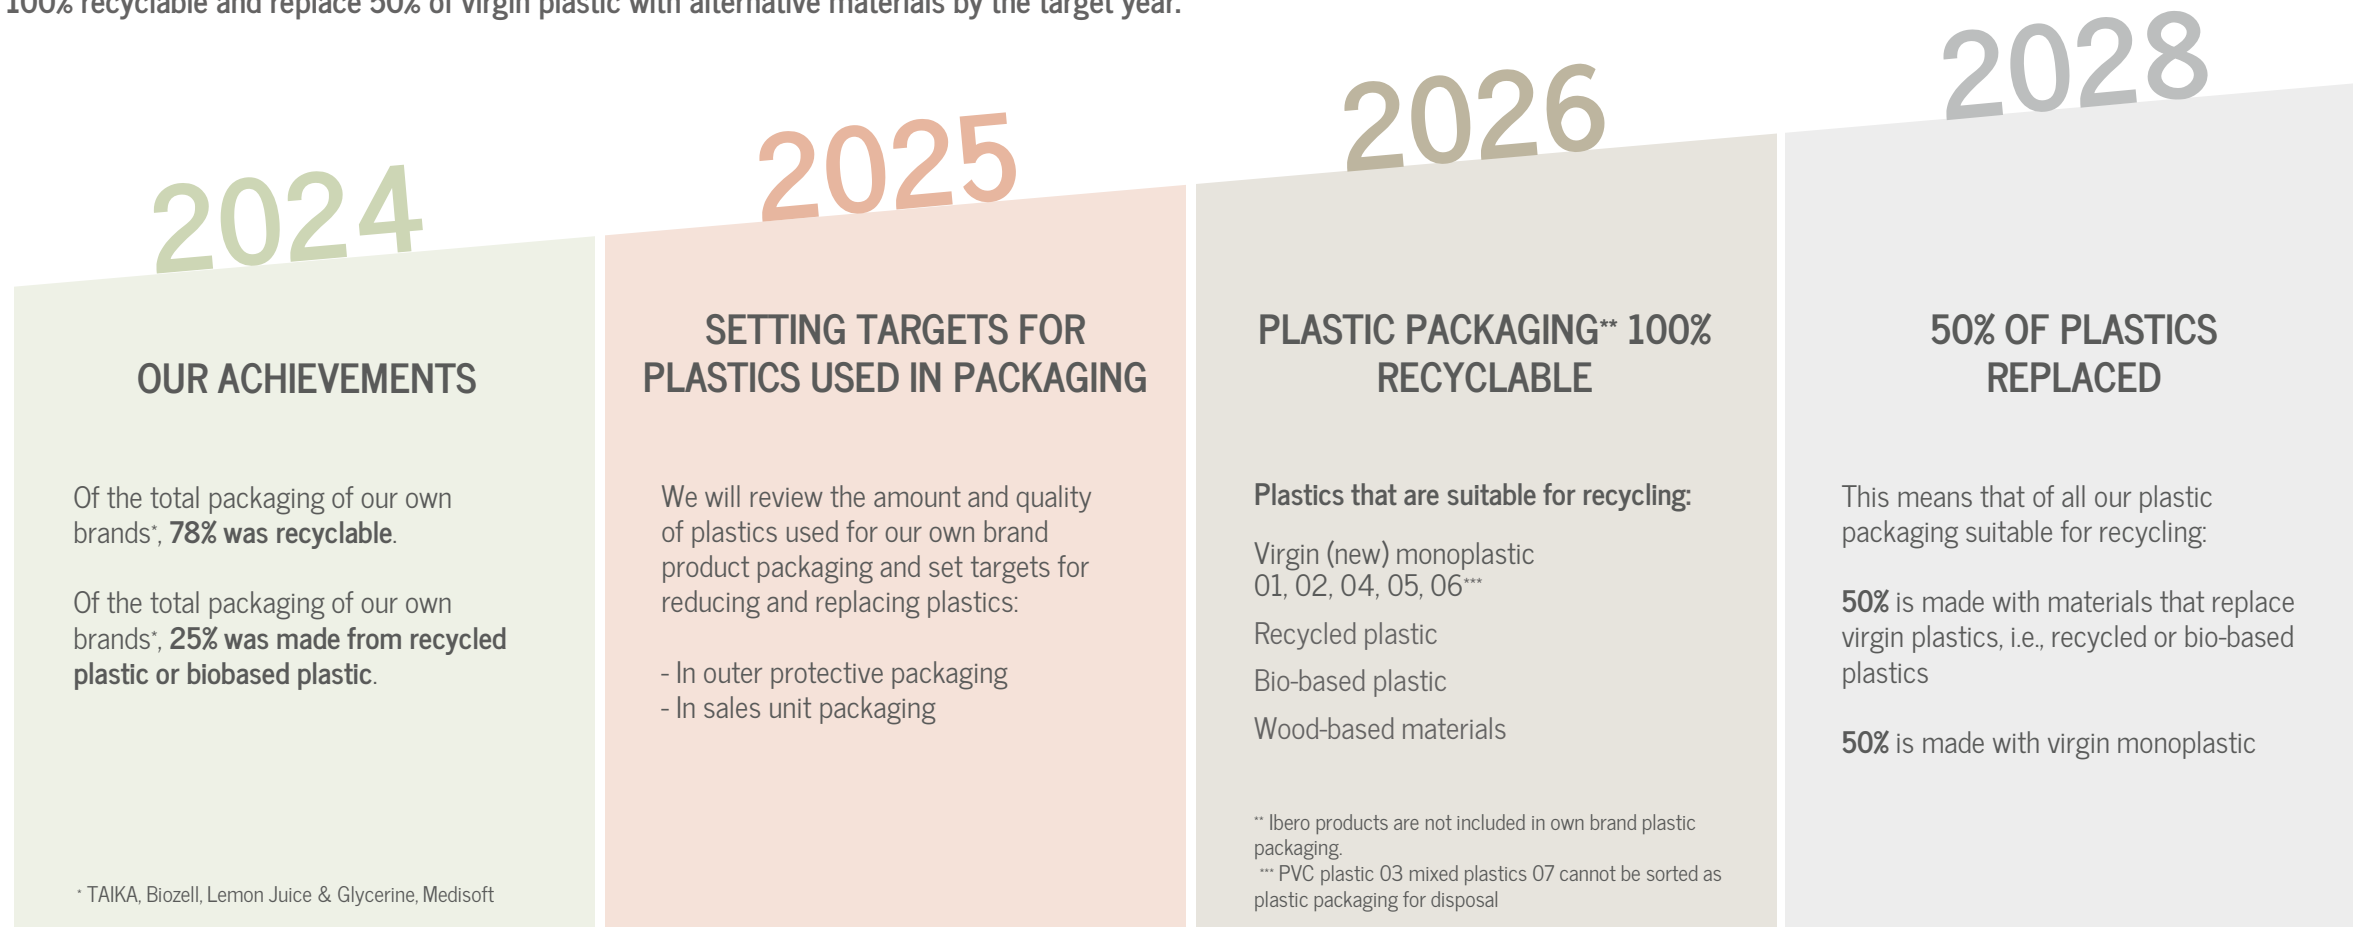 100% recyclable and replace 50% of virgin plastic with alternative materials by the target year.
2024
OUR ACHIEVEMENTS
Of the total packaging of our own
brands*, 78% was recyclable.
Of the total packaging of our own
brands*, 25% was made from recycled
plastic or biobased plastic.
* TAIKA, Biozell, Lemon Juice & Glycerine, Medisoft
2025
SETTING TARGETS FOR
PLASTICS USED IN PACKAGING
We will review the amount and quality
of plastics used for our own brand
product packaging and set targets for
reducing and replacing plastics:
- In outer protective packaging
- In sales unit packaging
2026
PLASTIC PACKAGING** 100%
RECYCLABLE
Plastics that are suitable for recycling:
Virgin (new) monoplastic
01, 02, 04, 05, 06***
Recycled plastic
Bio-based plastic
Wood-based materials
** Ibero products are not included in own brand plastic
packaging.
*** PVC plastic 03 mixed plastics 07 cannot be sorted as
plastic packaging for disposal
2028
50% OF PLASTICS
REPLACED
This means that of all our plastic
packaging suitable for recycling:
50% is made with materials that replace
virgin plastics, i.e., recycled or bio-based
plastics
50% is made with virgin monoplastic